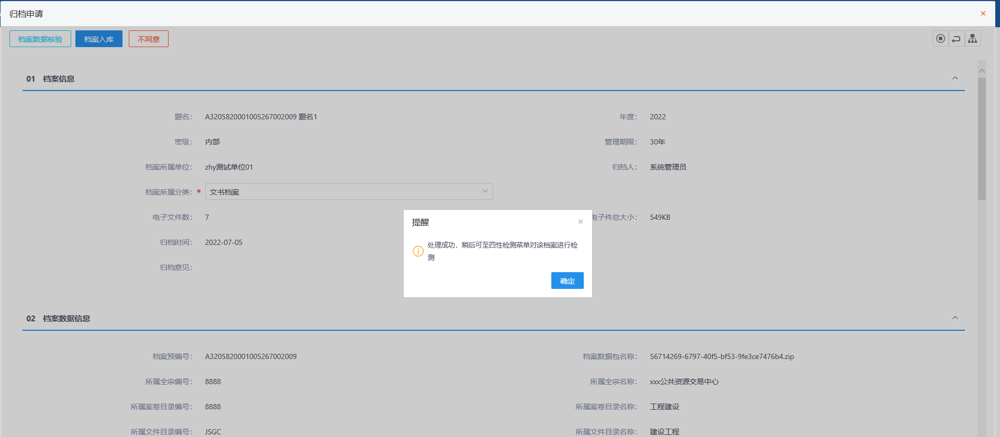 归档申请
档案数据核验 档案入库 不同意
01 档案信息
题名： A3205820001005267002009 题名1 年度： 2022
密级： 内部 管理期限： 30年
档案所属单位： zhy测试单位01 归档人： 系统管理员
档案所属分类：* 文书档案
电子文件数： 7 电子件总大小： 549KB
归档时间： 2022-07-05
归档意见：
提醒
处理成功，稍后可至四性检测菜单对该档案进行检
测
确定
02 档案数据信息
档案预编号： A3205820001005267002009 档案数据包名称： 56714269-6797-40f5-bf53-9fe3ce7476b4.zip
所属全宗编号： 8888 所属全宗名称： xxx公共资源交易中心
所属案卷目录编号： 8888 所属案卷目录名称： 工程建设
所属文件目录编号： JSGC 所属文件目录名称： 建设工程